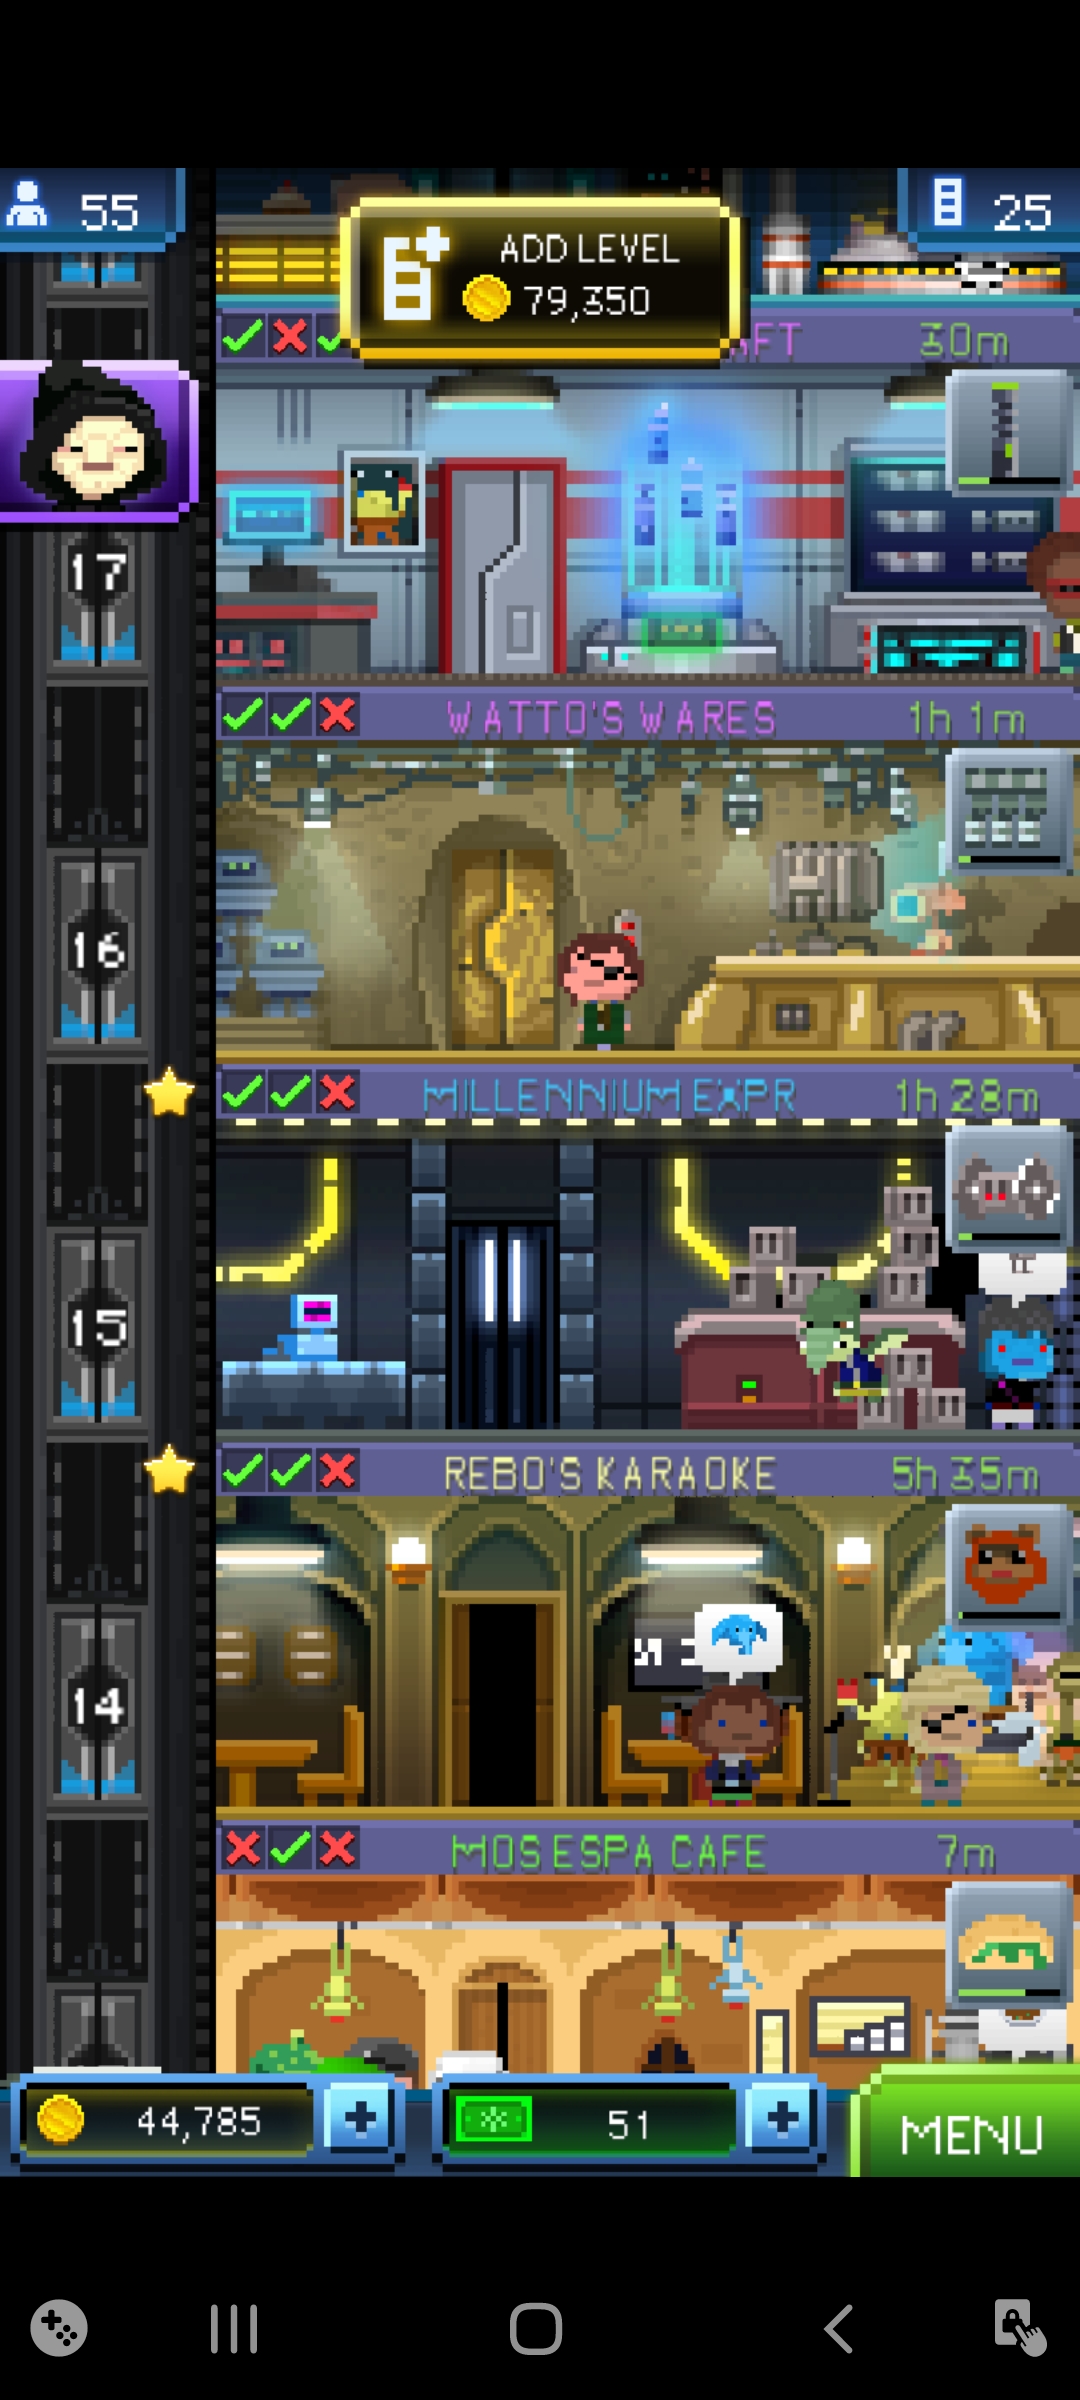 55
ADD LEVEL
79,350
25
30m
17
WATTO'S WARES 1h 1m
16
MILLENNIUM EXPR 1h 28m
15
REBO'S KARAOKE 5h 35m
14
MOS ESPA CAFE 7m
44,785
51
MENU